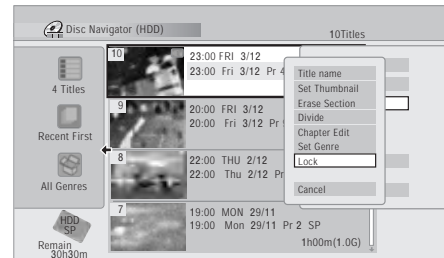 Disc Navigator (HDD)
10Titles
4 Titles
Recent First
All Genres
HDD
SP
Remain
30h30m
10
23:00 FRI 3/12
23:00 Fri 3/12 Pr 4
9
20:00 FRI 3/12
20:00 Fri 3/12 Pr
8
22:00 THU 2/12
22:00 Thu 2/12 Pr
7
19:00 MON 29/11
19:00 Mon 29/11 Pr 2 SP
1h00m(1.0G)
Title name
Set Thumbnail
Erase Section
Divide
Chapter Edit
Set Genre
Lock
Cancel